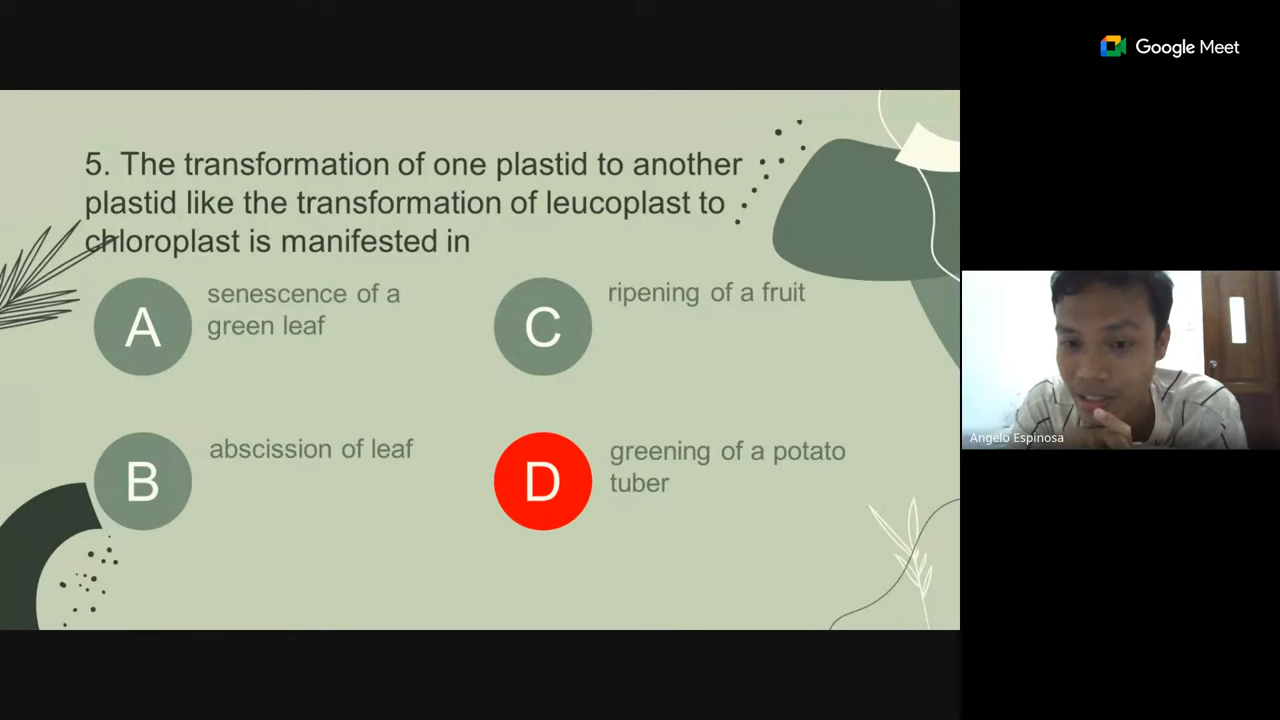 Google Meet
5. The transformation of one plastid to another
plastid like the transformation of leucoplast to
chloroplast is manifested in
A
senescence of a
green leaf
C
ripening of a fruit
B
abscission of leaf
D
greening of a potato
tuber
Angelo Espinosa